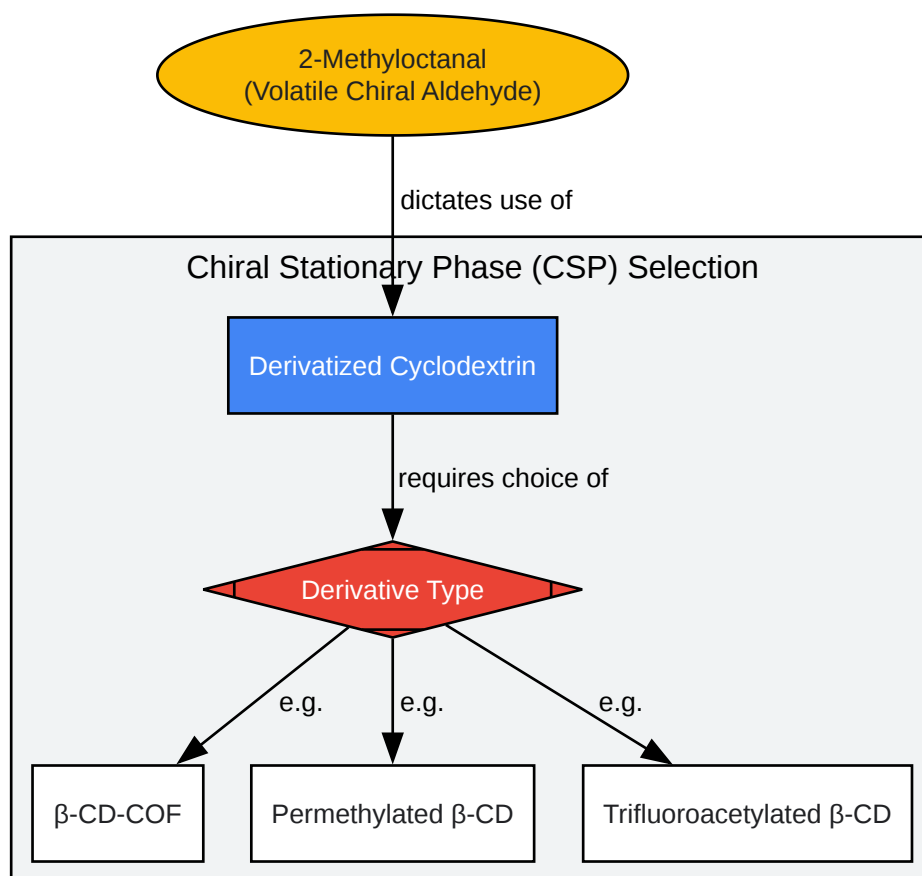 2-Methyloctanal
(Volatile Chiral Aldehyde)
dictates use of
Chiral Stationary Phase (CSP) Selection
Derivatized Cyclodextrin
requires choice of
Derivative Type
e.g.
e.g.
e.g.
β-CD-COF
Permethylated β-CD
Trifluoroacetylated β-CD